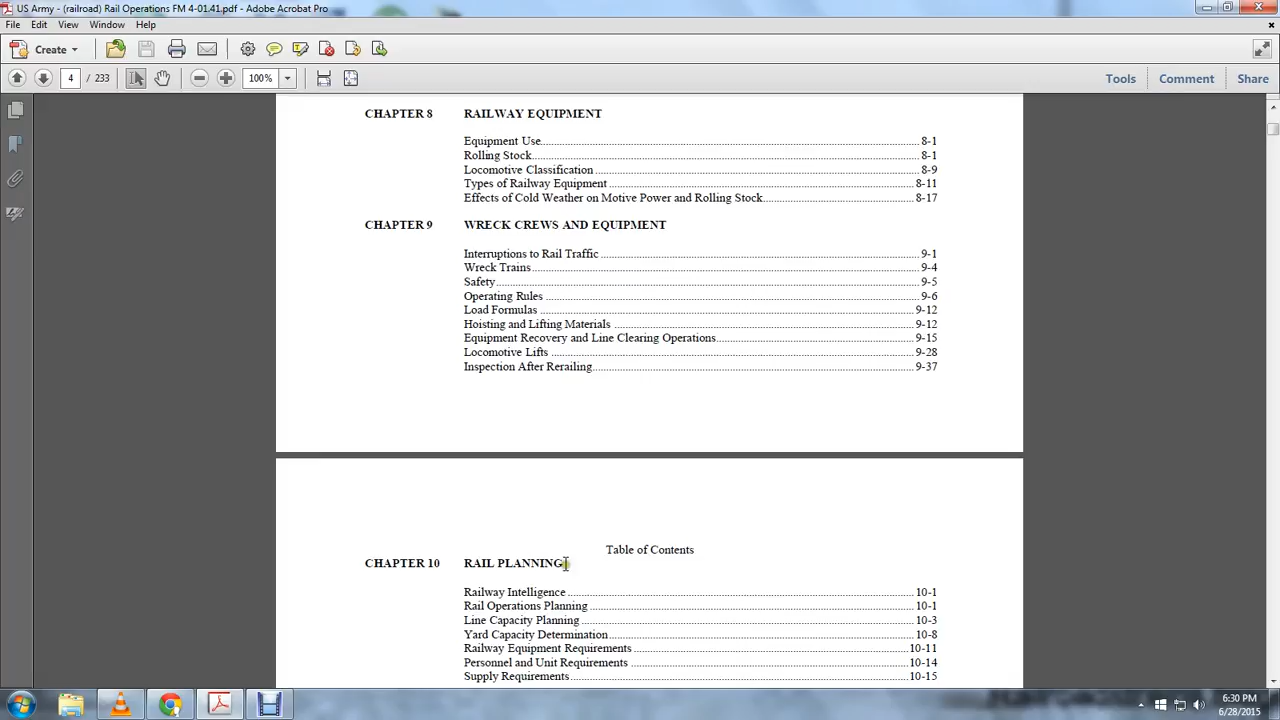 US Army - (railroad) Rail Operations FM 4-01.41.pdf - Adobe Acrobat Pro
File Edit View Window Help
Create
4 / 233 100% Tools Comment Share
CHAPTER 8 RAILWAY EQUIPMENT
Equipment Use 8-1
Rolling Stock 8-1
Locomotive Classification 8-9
Types of Railway Equipment 8-11
Effects of Cold Weather on Motive Power and Rolling Stock 8-17
CHAPTER 9 WRECK CREWS AND EQUIPMENT
Interruptions to Rail Traffic 9-1
Wreck Trains 9-4
Safety 9-5
Operating Rules 9-6
Load Formulas 9-12
Hoisting and Lifting Materials 9-12
Equipment Recovery and Line Clearing Operations 9-15
Locomotive Lifts 9-28
Inspection After Rerailing 9-37
Table of Contents
CHAPTER 10 RAIL PLANNING
Railway Intelligence 10-1
Rail Operations Planning 10-1
Line Capacity Planning 10-3
Yard Capacity Determination 10-8
Railway Equipment Requirements 10-11
Personnel and Unit Requirements 10-14
Supply Requirements 10-15
6:30 PM
6/28/2015